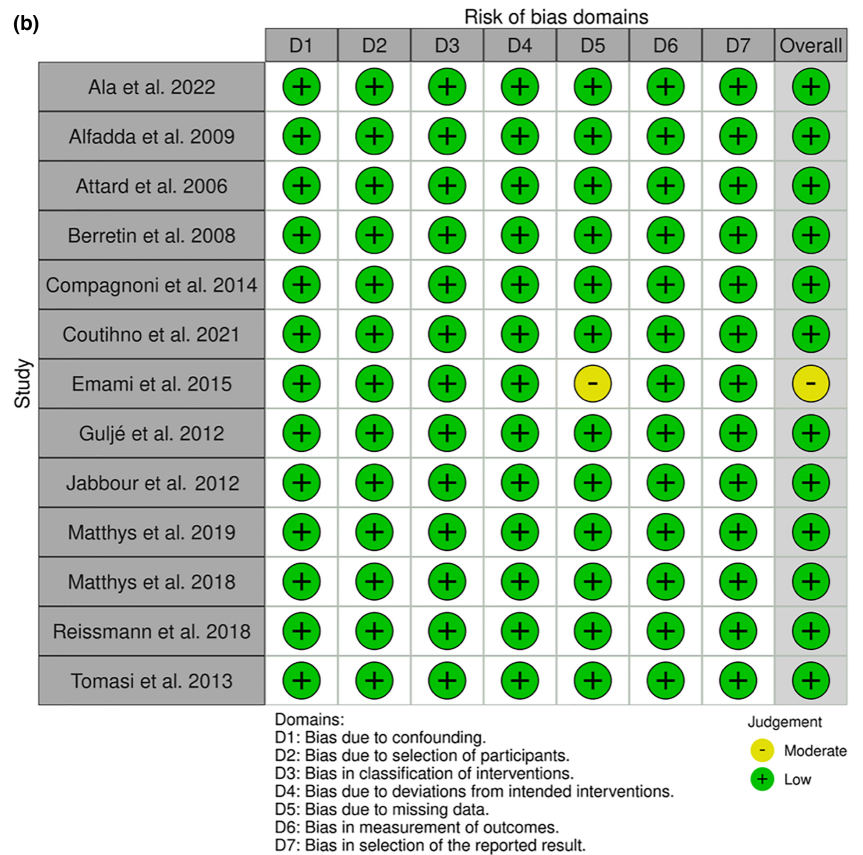 (b)
Risk of bias domains
D1 D2 D3 D4 D5 D6 D7 Overall
Study
Ala et al. 2022 + + + + + + + +
Alfadda et al. 2009 + + + + + + + +
Attard et al. 2006 + + + + + + + +
Berretin et al. 2008 + + + + + + + +
Compagnoni et al. 2014 + + + + + + + +
Coutihno et al. 2021 + + + + + + + +
Emami et al. 2015 + + + + - + + -
Guljé et al. 2012 + + + + + + + +
Jabbour et al. 2012 + + + + + + + +
Matthys et al. 2019 + + + + + + + +
Matthys et al. 2018 + + + + + + + +
Reissmann et al. 2018 + + + + + + + +
Tomasi et al. 2013 + + + + + + + +
Domains:
D1: Bias due to confounding.
D2: Bias due to selection of participants.
D3: Bias in classification of interventions.
D4: Bias due to deviations from intended interventions.
D5: Bias due to missing data.
D6: Bias in measurement of outcomes.
D7: Bias in selection of the reported result.
Judgement
- Moderate
+ Low